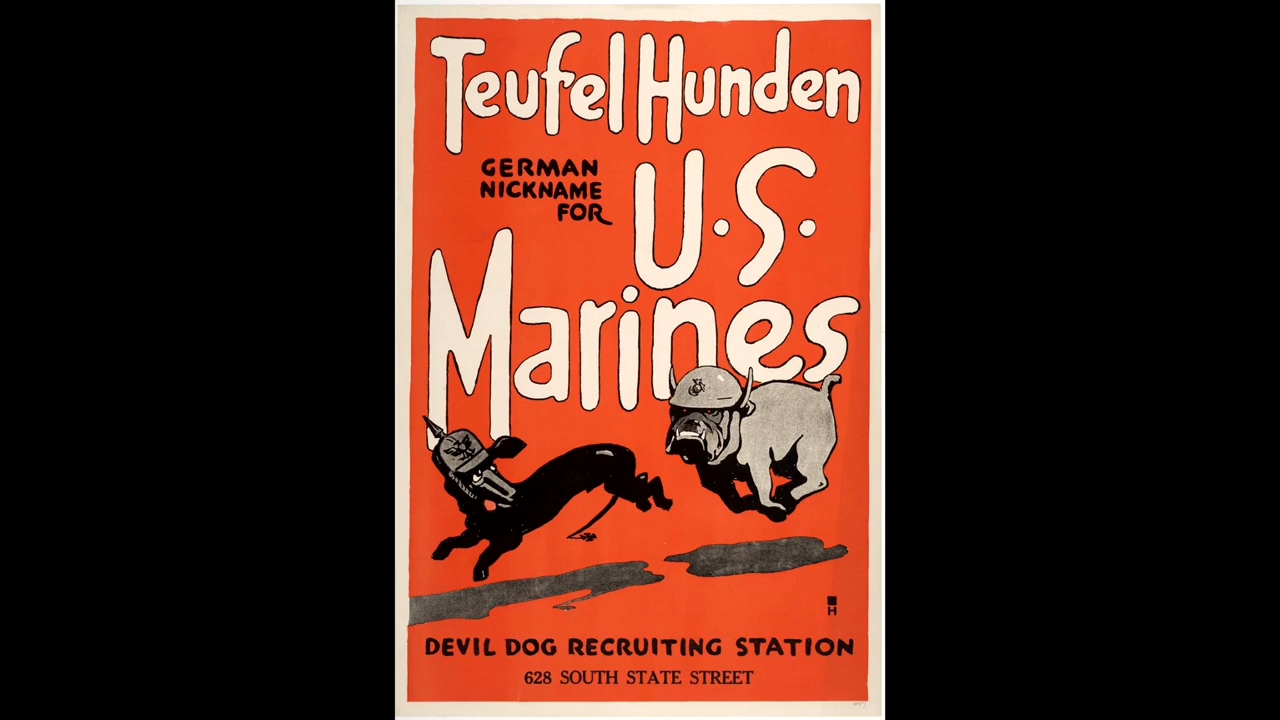 Teufel Hunden
GERMAN
NICKNAME
FOR
U.S.
Marines
H
DEVIL DOG RECRUITING STATION
628 SOUTH STATE STREET